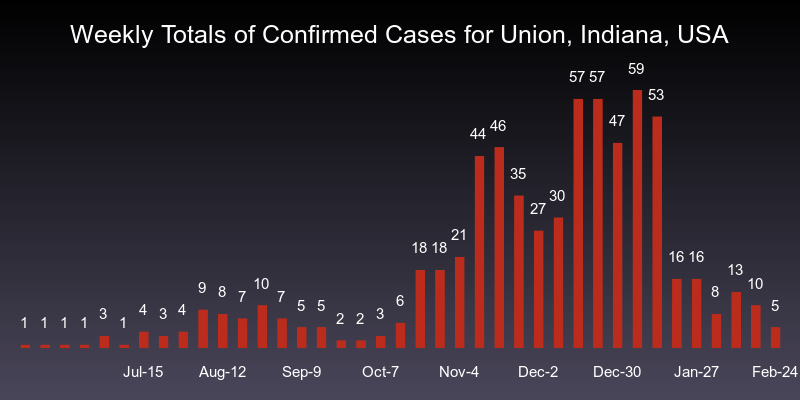 Weekly Totals of Confirmed Cases for Union, Indiana, USA
1 1 1 1 3 1 4 3 4 9 8 7 10 7 5 5 2 2 3 6 18 18 21 44 46 35 27 30 57 57 47 59 53 16 16 8 13 10 5
Jul-15 Aug-12 Sep-9 Oct-7 Nov-4 Dec-2 Dec-30 Jan-27 Feb-24